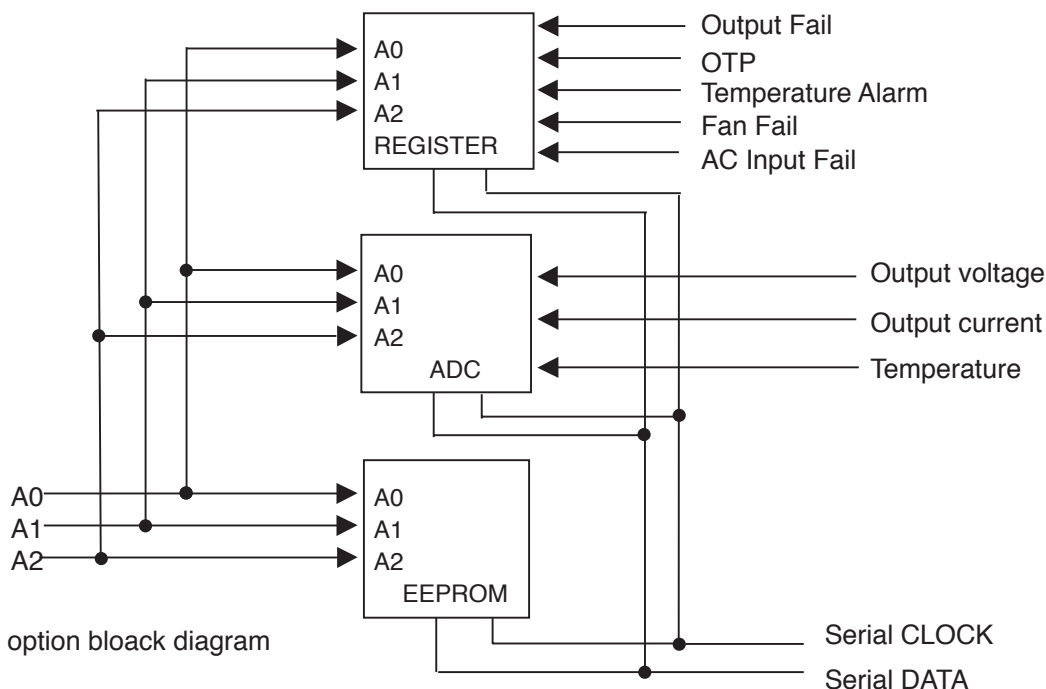 A0
A1
A2
REGISTER
Output Fail
OTP
Temperature Alarm
Fan Fail
AC Input Fail
A0
A1
A2
ADC
Output voltage
Output current
Temperature
A0
A1
A2
A0
A1
A2
EEPROM
option bloack diagram
Serial CLOCK
Serial DATA